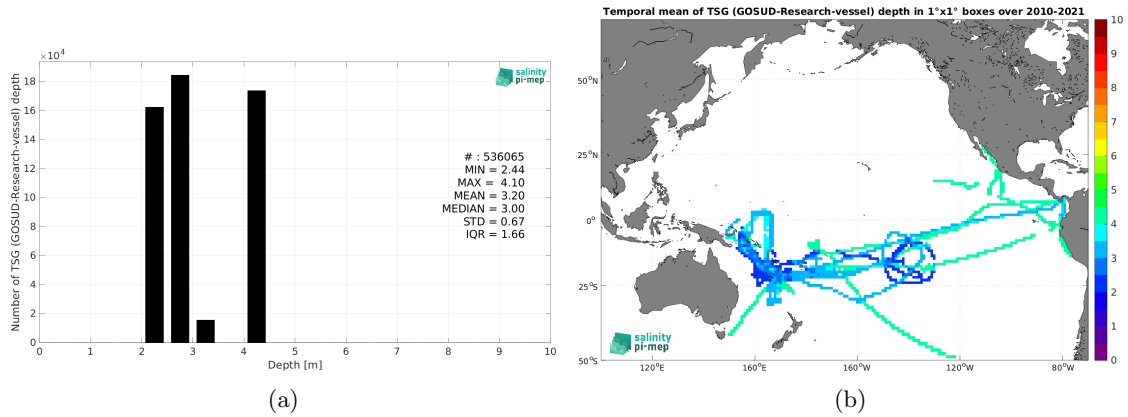 ×10⁴
18
16
14
12
10
8
6
4
2
0
Number of TSG (GOSUD-Research-vessel) depth
salinity
pi-mep
# : 536065
MIN = 2.44
MAX = 4.10
MEAN = 3.20
MEDIAN = 3.00
STD = 0.67
IQR = 1.66
0 1 2 3 4 5 6 7 8 9 10
Depth [m]
(a)
Temporal mean of TSG (GOSUD-Research-vessel) depth in 1°x1° boxes over 2010-2021
50°N
25°N
0°
25°S
50°S
salinity
pi-mep
120°E 160°E 160°W 120°W 80°W
10
9
8
7
6
5
4
3
2
1
0
(b)